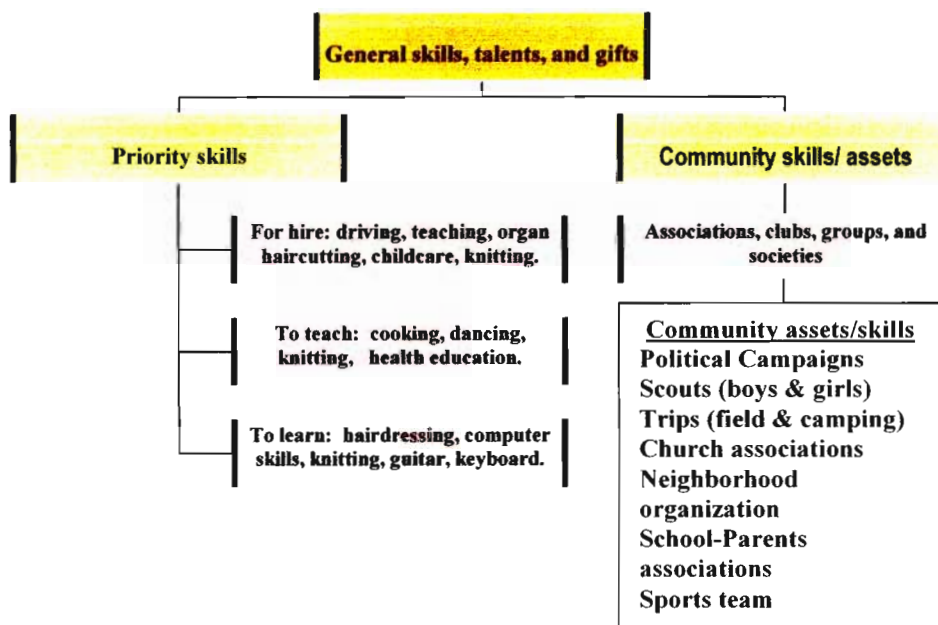 General skills, talents, and gifts
Priority skills
For hire: driving, teaching, organ
haircutting, childcare, knitting.
To teach: cooking, dancing,
knitting, health education.
To learn: hairdressing, computer
skills, knitting, guitar, keyboard.
Community skills/ assets
Associations, clubs, groups, and
societies
Community assets/skills
Political Campaigns
Scouts (boys & girls)
Trips (field & camping)
Church associations
Neighborhood
organization
School-Parents
associations
Sports team